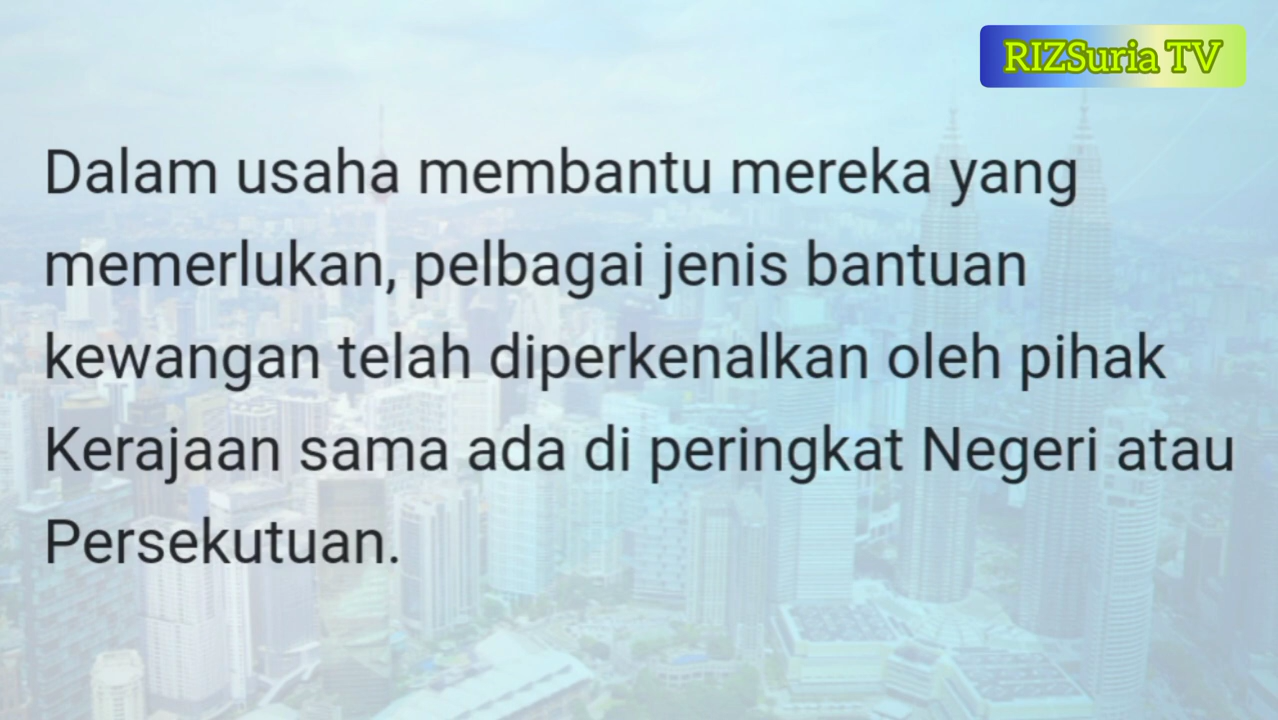 RIZSuria TV
Dalam usaha membantu mereka yang
memerlukan, pelbagai jenis bantuan
kewangan telah diperkenalkan oleh pihak
Kerajaan sama ada di peringkat Negeri atau
Persekutuan.